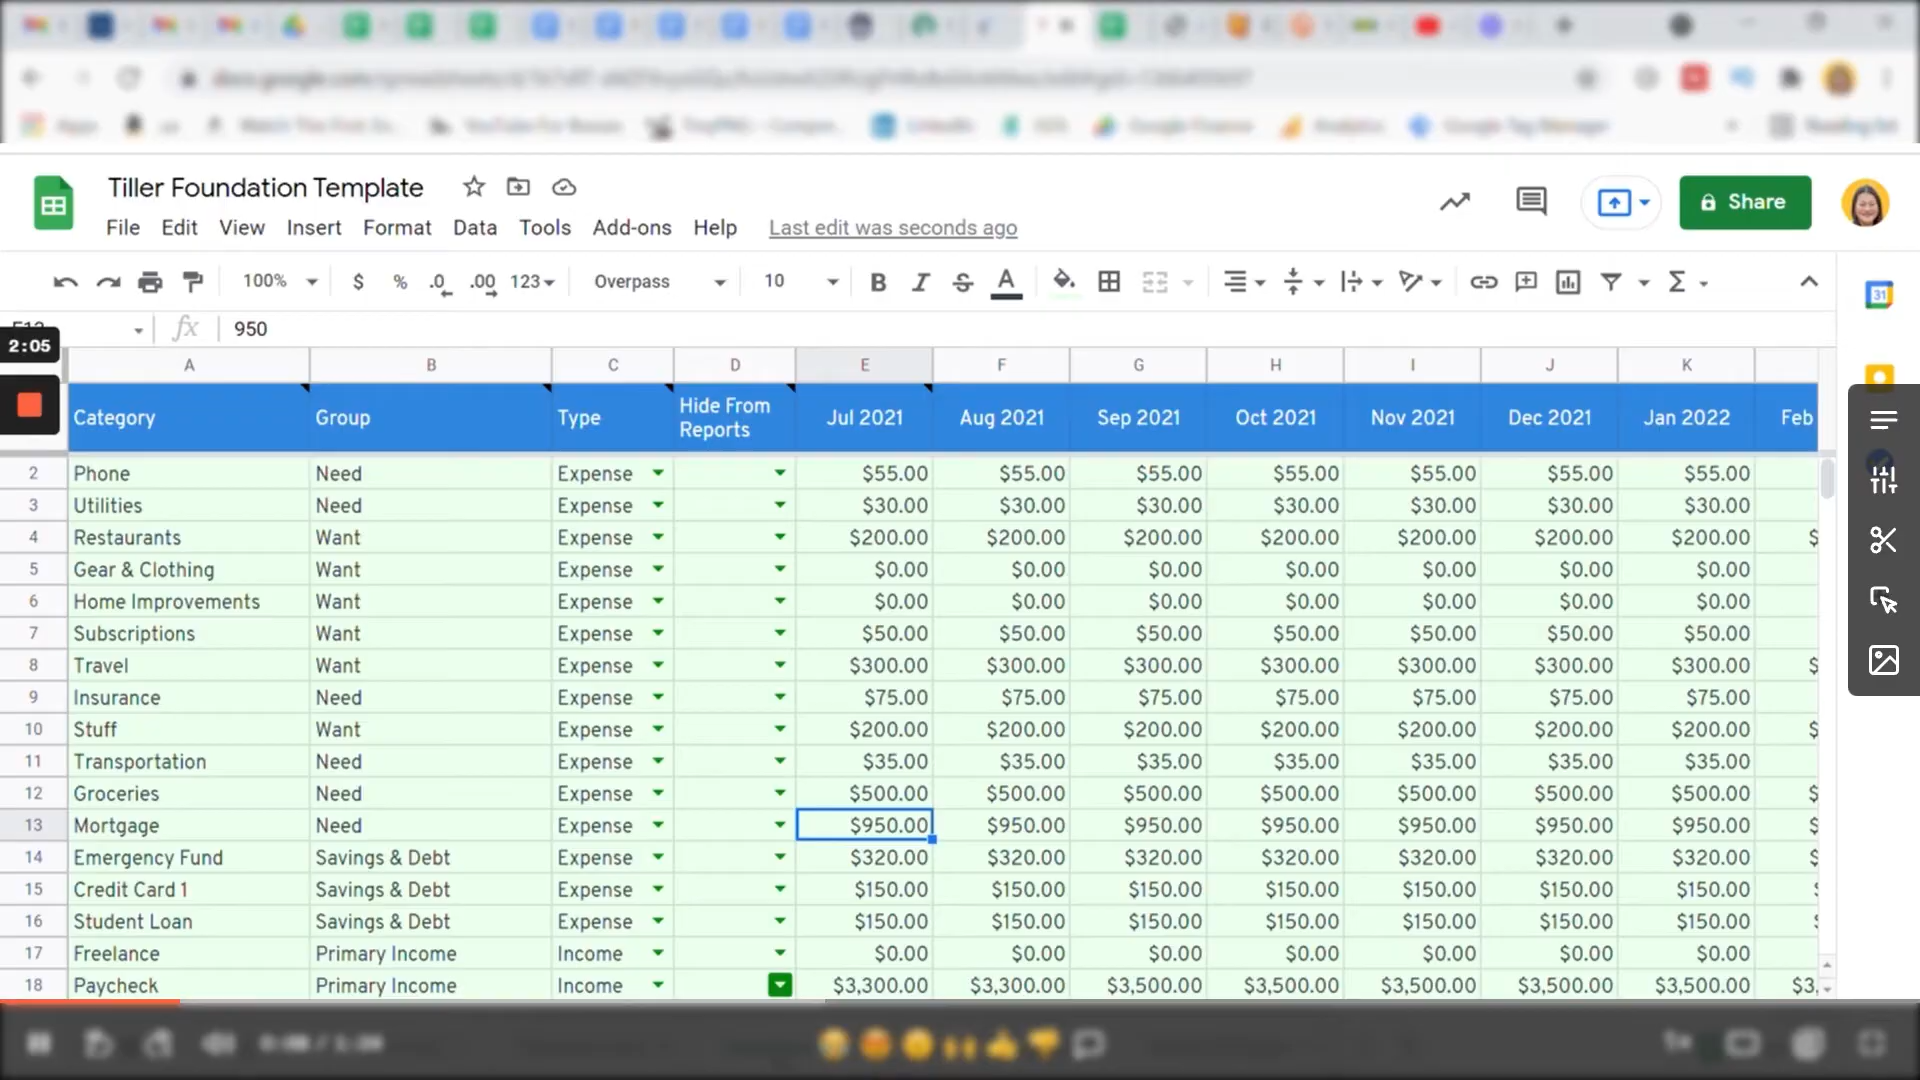 Tiller Foundation Template
Share
File Edit View Insert Format Data Tools Add-ons Help Last edit was seconds ago
100% $ % .0 .00 123 Overpass 10 B I S A
31
fx 950
2:05
A B C D E F G H I J K
Category Group Type Hide From Reports Jul 2021 Aug 2021 Sep 2021 Oct 2021 Nov 2021 Dec 2021 Jan 2022 Feb
2 Phone Need Expense $55.00 $55.00 $55.00 $55.00 $55.00 $55.00 $55.00
3 Utilities Need Expense $30.00 $30.00 $30.00 $30.00 $30.00 $30.00 $30.00
4 Restaurants Want Expense $200.00 $200.00 $200.00 $200.00 $200.00 $200.00 $200.00 $
5 Gear & Clothing Want Expense $0.00 $0.00 $0.00 $0.00 $0.00 $0.00 $0.00
6 Home Improvements Want Expense $0.00 $0.00 $0.00 $0.00 $0.00 $0.00 $0.00
7 Subscriptions Want Expense $50.00 $50.00 $50.00 $50.00 $50.00 $50.00 $50.00
8 Travel Want Expense $300.00 $300.00 $300.00 $300.00 $300.00 $300.00 $300.00 $
9 Insurance Need Expense $75.00 $75.00 $75.00 $75.00 $75.00 $75.00 $75.00
10 Stuff Want Expense $200.00 $200.00 $200.00 $200.00 $200.00 $200.00 $200.00 $
11 Transportation Need Expense $35.00 $35.00 $35.00 $35.00 $35.00 $35.00 $35.00
12 Groceries Need Expense $500.00 $500.00 $500.00 $500.00 $500.00 $500.00 $500.00 $
13 Mortgage Need Expense $950.00 $950.00 $950.00 $950.00 $950.00 $950.00 $950.00 $
14 Emergency Fund Savings & Debt Expense $320.00 $320.00 $320.00 $320.00 $320.00 $320.00 $320.00 $
15 Credit Card 1 Savings & Debt Expense $150.00 $150.00 $150.00 $150.00 $150.00 $150.00 $150.00 $
16 Student Loan Savings & Debt Expense $150.00 $150.00 $150.00 $150.00 $150.00 $150.00 $150.00 $
17 Freelance Primary Income Income $0.00 $0.00 $0.00 $0.00 $0.00 $0.00 $0.00
18 Paycheck Primary Income Income $3,300.00 $3,300.00 $3,500.00 $3,500.00 $3,500.00 $3,500.00 $3,500.00 $3,